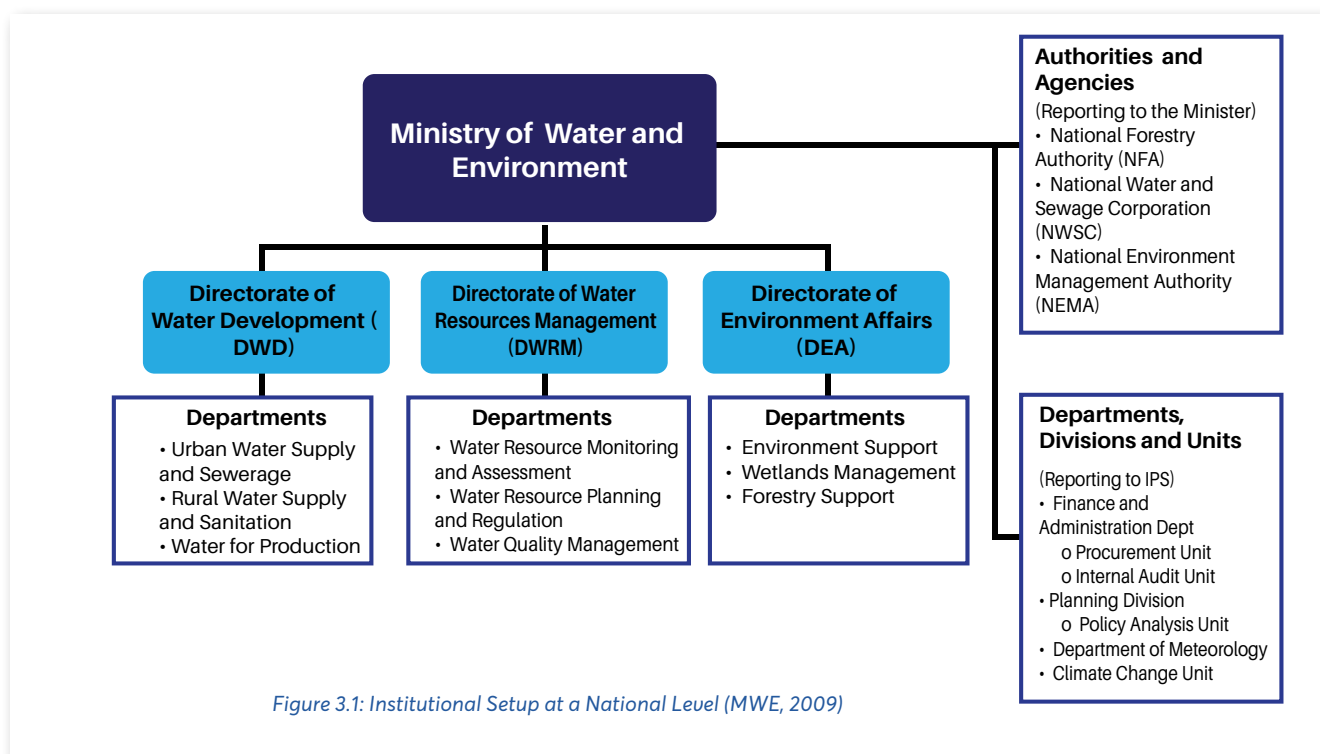 Ministry of Water and
Environment
Directorate of
Water Development (
DWD)
Departments
• Urban Water Supply
and Sewerage
• Rural Water Supply
and Sanitation
• Water for Production
Directorate of Water
Resources Management
(DWRM)
Departments
• Water Resource Monitoring
and Assessment
• Water Resource Planning
and Regulation
• Water Quality Management
Directorate of
Environment Affairs
(DEA)
Departments
• Environment Support
• Wetlands Management
• Forestry Support
Authorities and
Agencies
(Reporting to the Minister)
• National Forestry
Authority (NFA)
• National Water and
Sewage Corporation
(NWSC)
• National Environment
Management Authority
(NEMA)
Departments,
Divisions and Units
(Reporting to IPS)
• Finance and
Administration Dept
o Procurement Unit
o Internal Audit Unit
• Planning Division
o Policy Analysis Unit
• Department of Meteorology
• Climate Change Unit
Figure 3.1: Institutional Setup at a National Level (MWE, 2009)